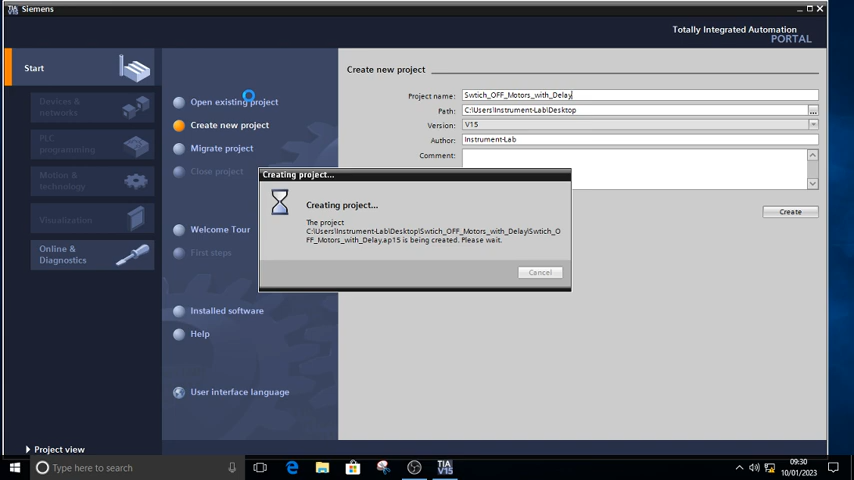 Siemens
Totally Integrated Automation
PORTAL
Start
Devices &
networks
PLC
programming
Motion &
technology
Visualization
Online &
Diagnostics
Open existing project
Create new project
Migrate project
Close project
Welcome Tour
First steps
Installed software
Help
User interface language
Create new project
Project name: Swtich_OFF_Motors_with_Delay
Path: C:\Users\Instrument-Lab\Desktop
...
Version: V15
Author: Instrument-Lab
Comment:
Create
Creating project...
Creating project...
The project
C:\Users\Instrument-Lab\Desktop\Swtich_OFF_Motors_with_Delay\Swtich_O
FF_Motors_with_Delay.ap15 is being created. Please wait.
Cancel
Project view
Type here to search
TIA
V15
09:30
10/01/2023